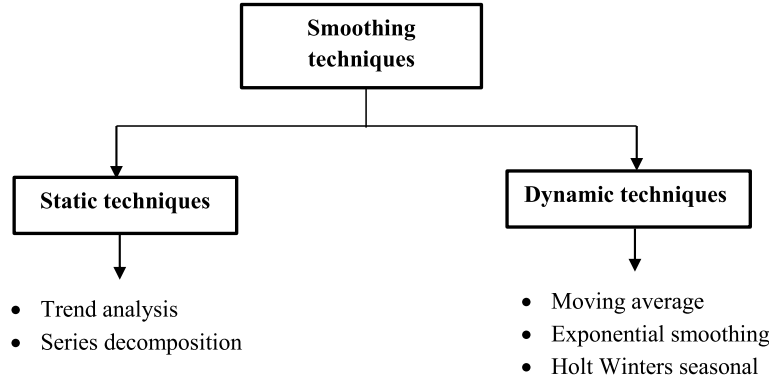 Smoothing
techniques
Static techniques
Dynamic techniques
• Trend analysis
• Series decomposition
• Moving average
• Exponential smoothing
• Holt Winters seasonal